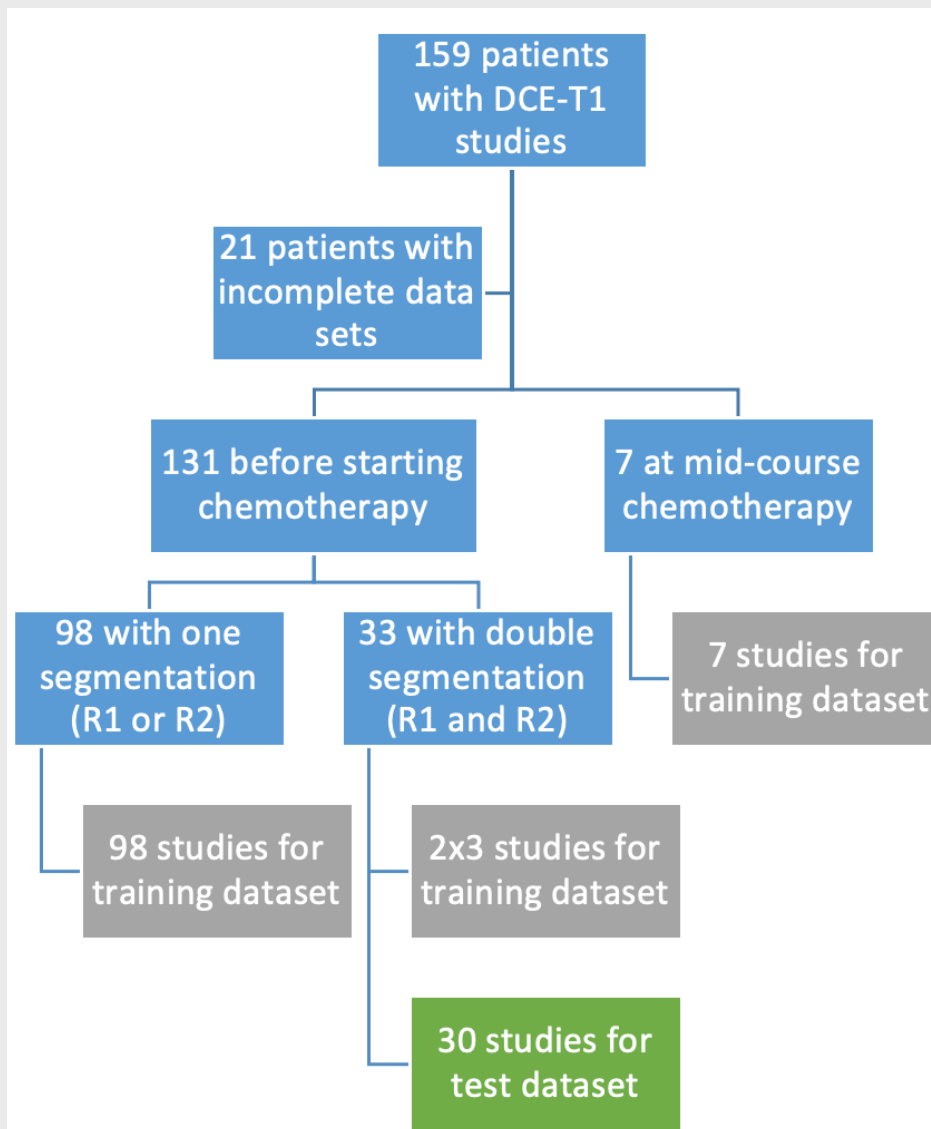 159 patients
with DCE-T1
studies
21 patients with
incomplete data
sets
131 before starting
chemotherapy
7 at mid-course
chemotherapy
98 with one
segmentation
(R1 or R2)
33 with double
segmentation
(R1 and R2)
7 studies for
training dataset
98 studies for
training dataset
2x3 studies for
training dataset
30 studies for
test dataset